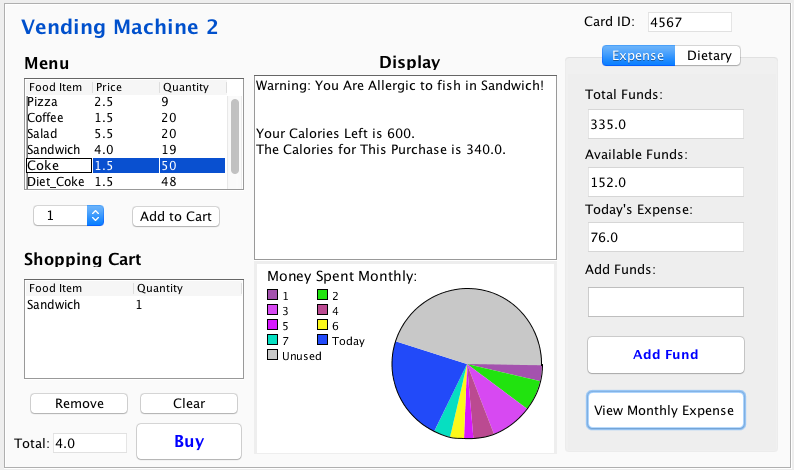 Vending Machine 2
Card ID: 4567
Menu
Food Item Price Quantity
Pizza 2.5 9
Coffee 1.5 20
Salad 5.5 20
Sandwich 4.0 19
Coke 1.5 50
Diet_Coke 1.5 48
1 Add to Cart
Shopping Cart
Food Item Quantity
Sandwich 1
Remove Clear
Total: 4.0 Buy
Display
Warning: You Are Allergic to fish in Sandwich!
Your Calories Left is 600.
The Calories for This Purchase is 340.0.
Money Spent Monthly:
1 2
3 4
5 6
7 Today
Unused
Expense Dietary
Total Funds:
335.0
Available Funds:
152.0
Today's Expense:
76.0
Add Funds:
Add Fund
View Monthly Expense